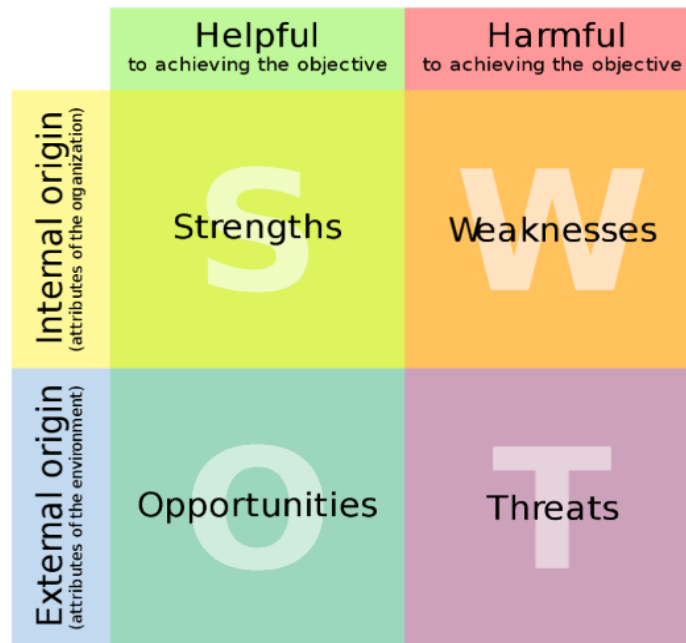 Helpful
to achieving the objective
Harmful
to achieving the objective
Internal origin
(attributes of the organization)
S
Strengths
W
Weaknesses
External origin
(attributes of the environment)
O
Opportunities
T
Threats